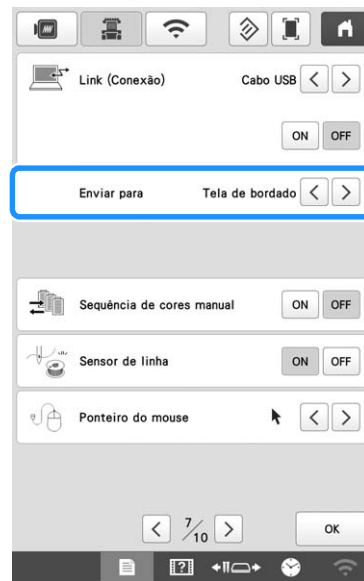 Link (Conexão) Cabo USB
ON OFF
Enviar para Tela de bordado
Sequência de cores manual ON OFF
Sensor de linha ON OFF
Ponteiro do mouse
7/10 OK